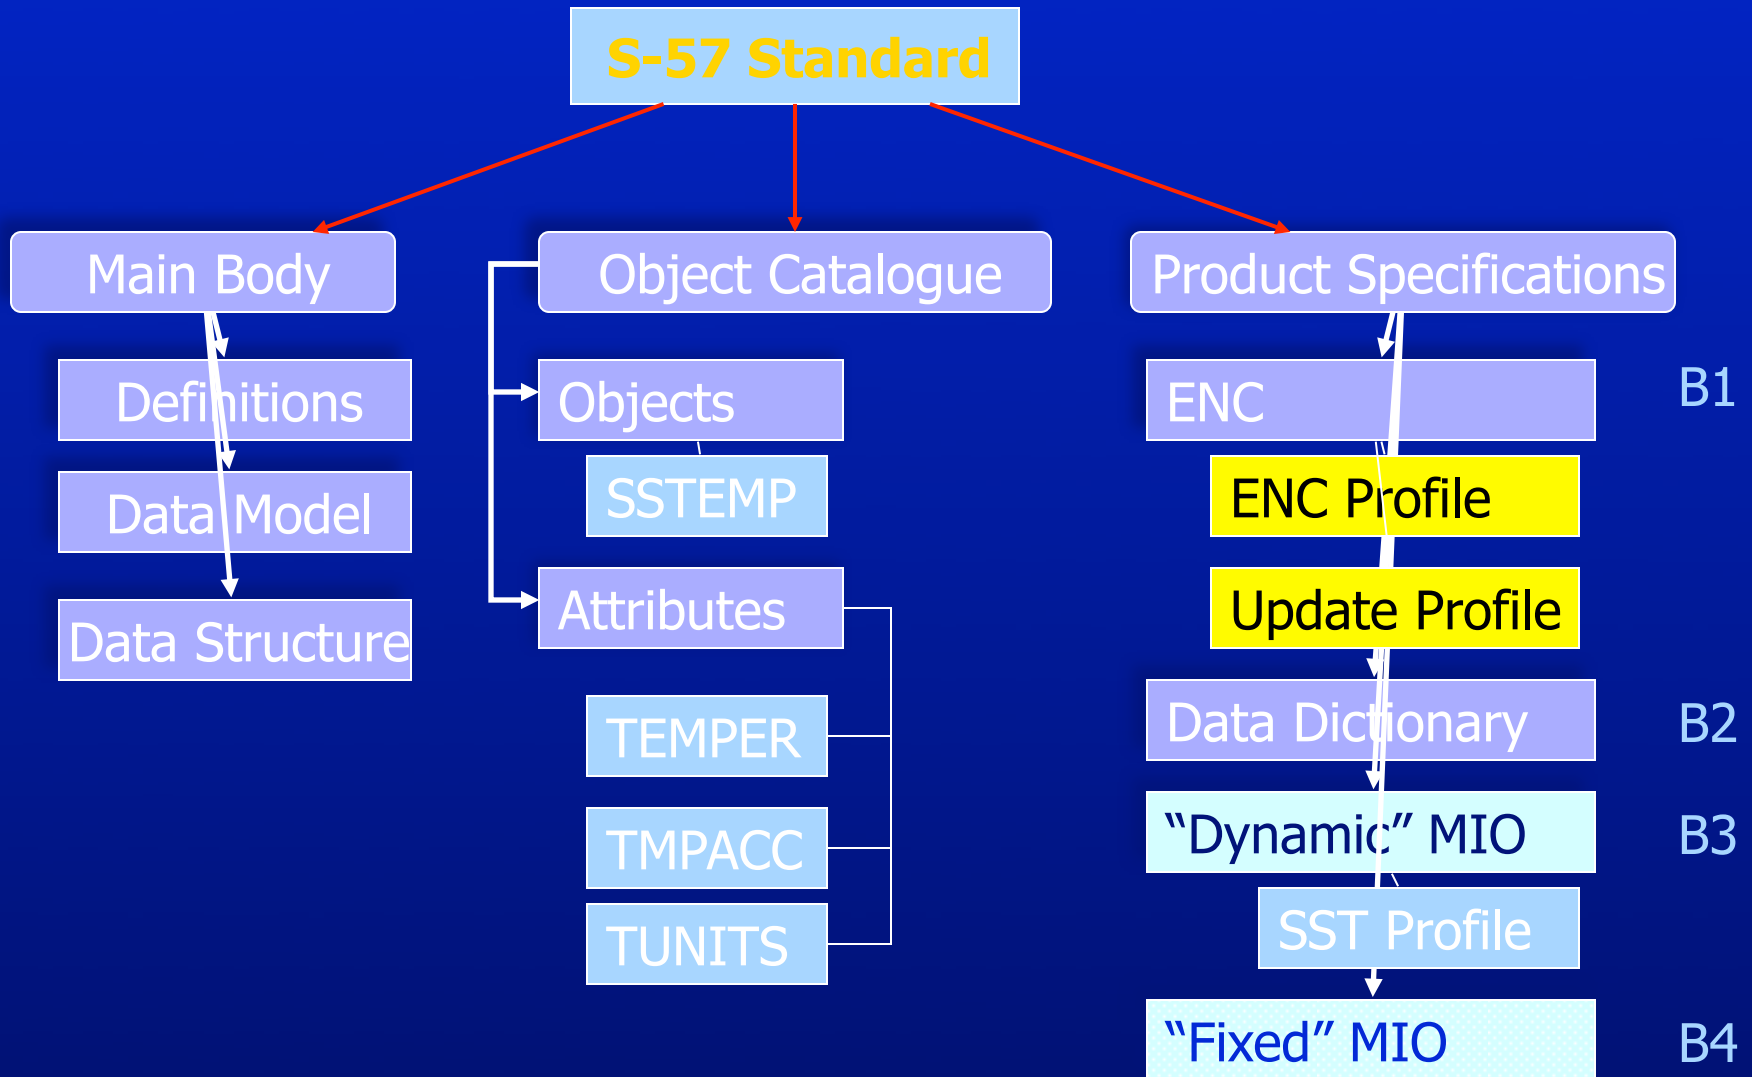 S-57 Standard
Main Body
Definitions
Data Model
Data Structure
Object Catalogue
Objects
SSTEMP
Attributes
TEMPER
TMPACC
TUNITS
Product Specifications
ENC
B1
ENC Profile
Update Profile
Data Dictionary
B2
“Dynamic” MIO
B3
SST Profile
“Fixed” MIO
B4